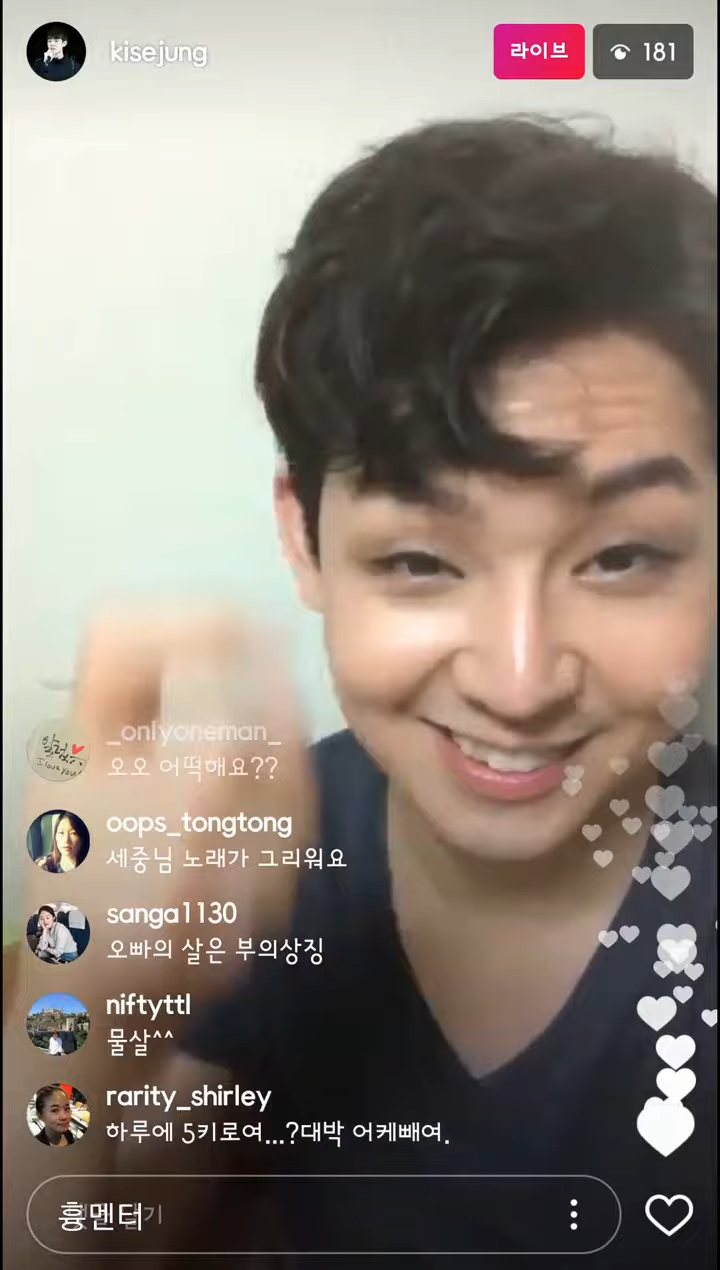 kisejung
라이브
181
_onlyoneman_
오오 어떡해요??
oops_tongtong
세중님 노래가 그리워요
sanga1130
오빠의 살은 부의상징
niftyttl
물살^^
rarity_shirley
하루에 5키로여...?대박 어케빼여.
흉멘터
I love you!